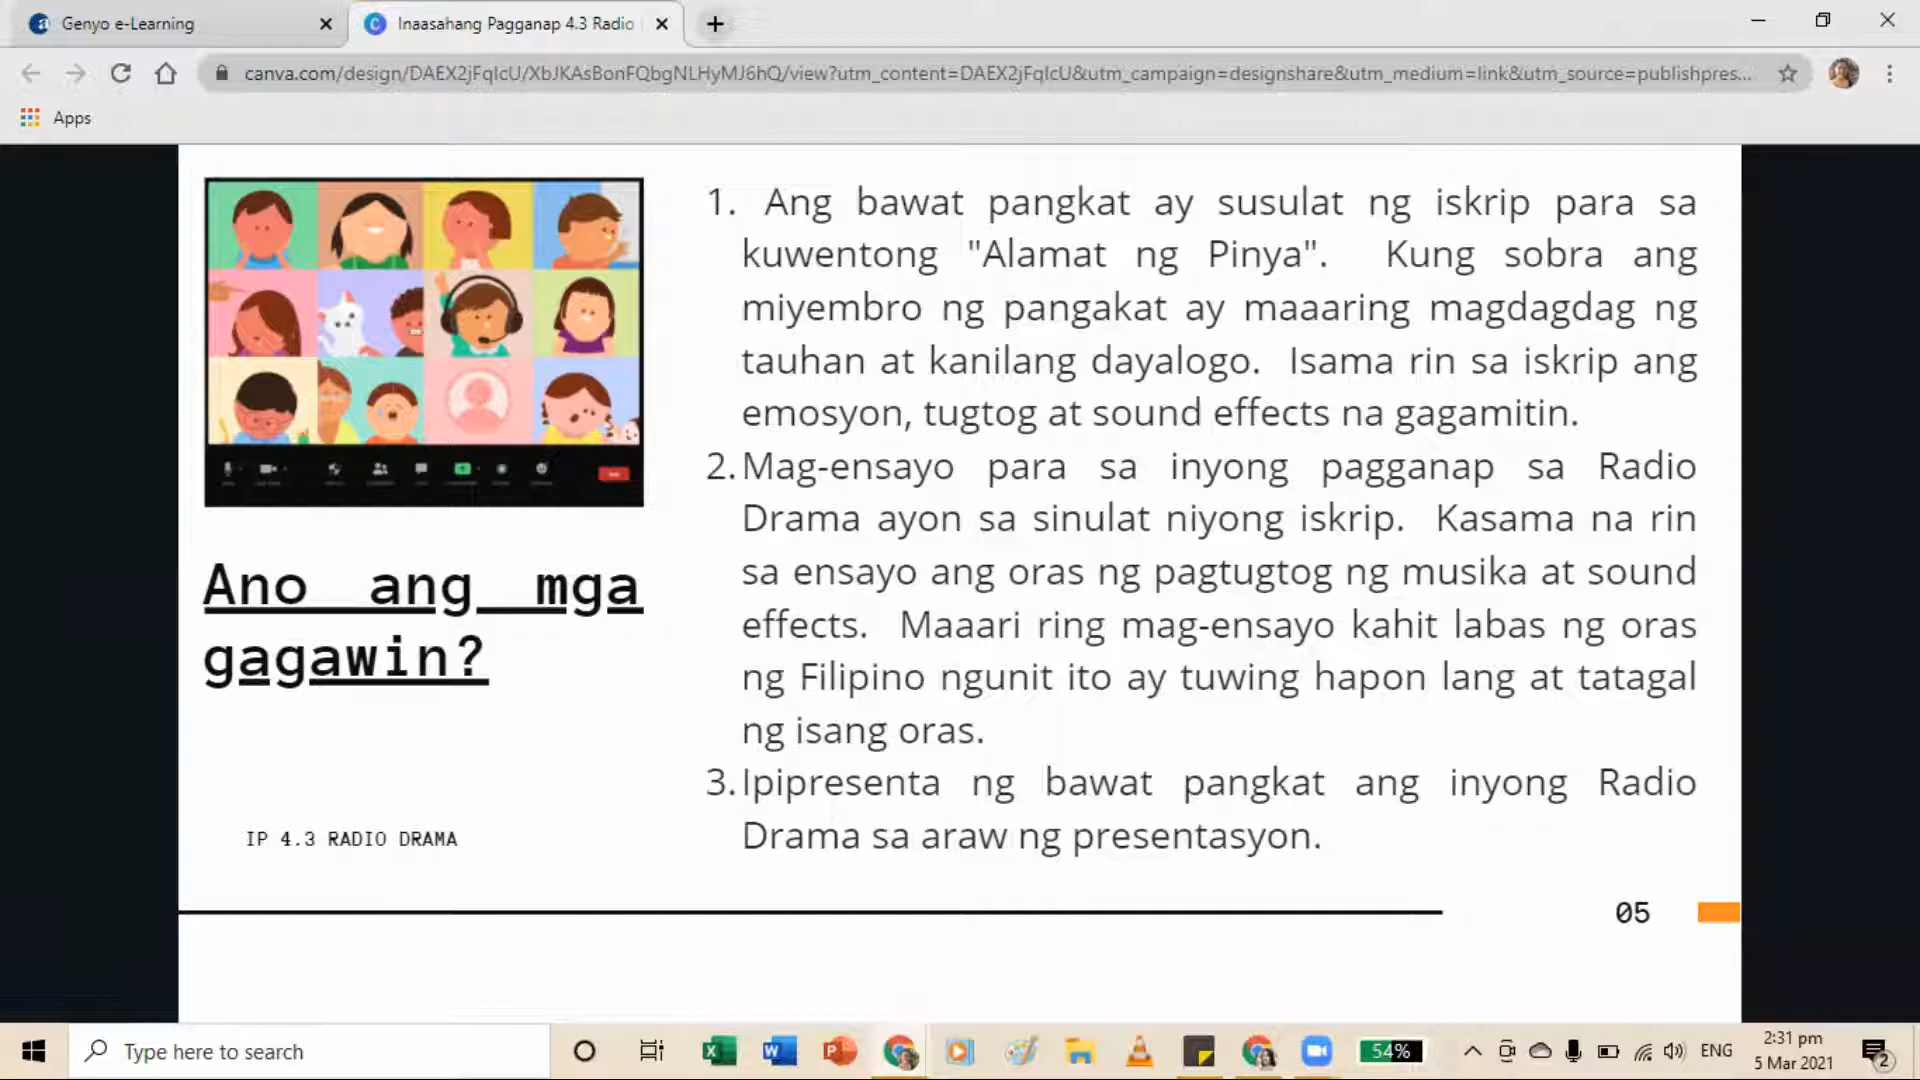 Genyo e-Learning
Inaasahang Pagganap 4.3 Radio
canva.com/design/DAEX2jFqIcU/XbJKAsBonFQbgNLHyMJ6hQ/view?utm_content=DAEX2jFqIcU&utm_campaign=designshare&utm_medium=link&utm_source=publishpres...
Apps
Ano ang mga
gagawin?
IP 4.3 RADIO DRAMA
1. Ang bawat pangkat ay susulat ng iskrip para sa
kuwentong "Alamat ng Pinya". Kung sobra ang
miyembro ng pangakat ay maaaring magdagdag ng
tauhan at kanilang dayalogo. Isama rin sa iskrip ang
emosyon, tugtog at sound effects na gagamitin.
2. Mag-ensayo para sa inyong pagganap sa Radio
Drama ayon sa sinulat niyong iskrip. Kasama na rin
sa ensayo ang oras ng pagtugtog ng musika at sound
effects. Maaari ring mag-ensayo kahit labas ng oras
ng Filipino ngunit ito ay tuwing hapon lang at tatagal
ng isang oras.
3. Ipipresenta ng bawat pangkat ang inyong Radio
Drama sa araw ng presentasyon.
05
Type here to search
54%
ENG
2:31 pm
5 Mar 2021
2